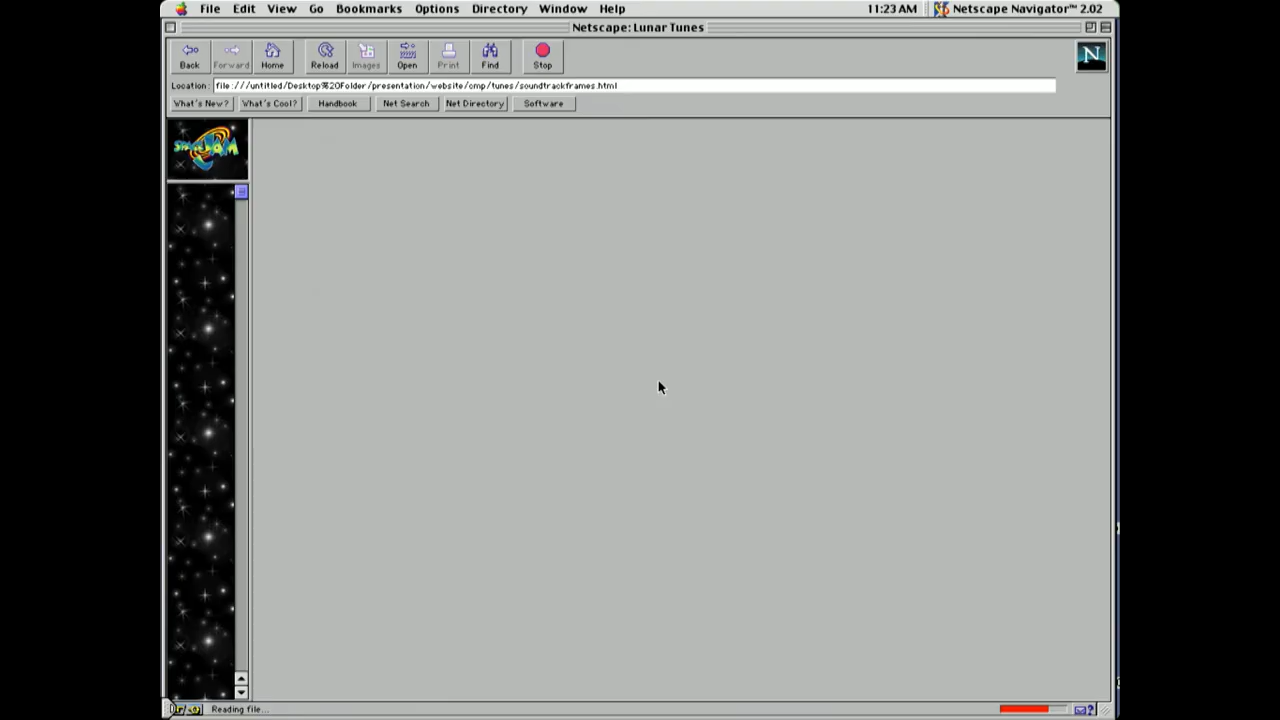 File Edit View Go Bookmarks Options Directory Window Help 11:23 AM Netscape Navigator™ 2.02
Netscape: Lunar Tunes
Back Forward Home Reload Images Open Print Find Stop N
Location: file:///untitled/Desktop%20Folder/presentation/website/cmp/tunes/soundtrackframes.html
What's New? What's Cool? Handbook Net Search Net Directory Software
SPACE JAM
Reading file...
?